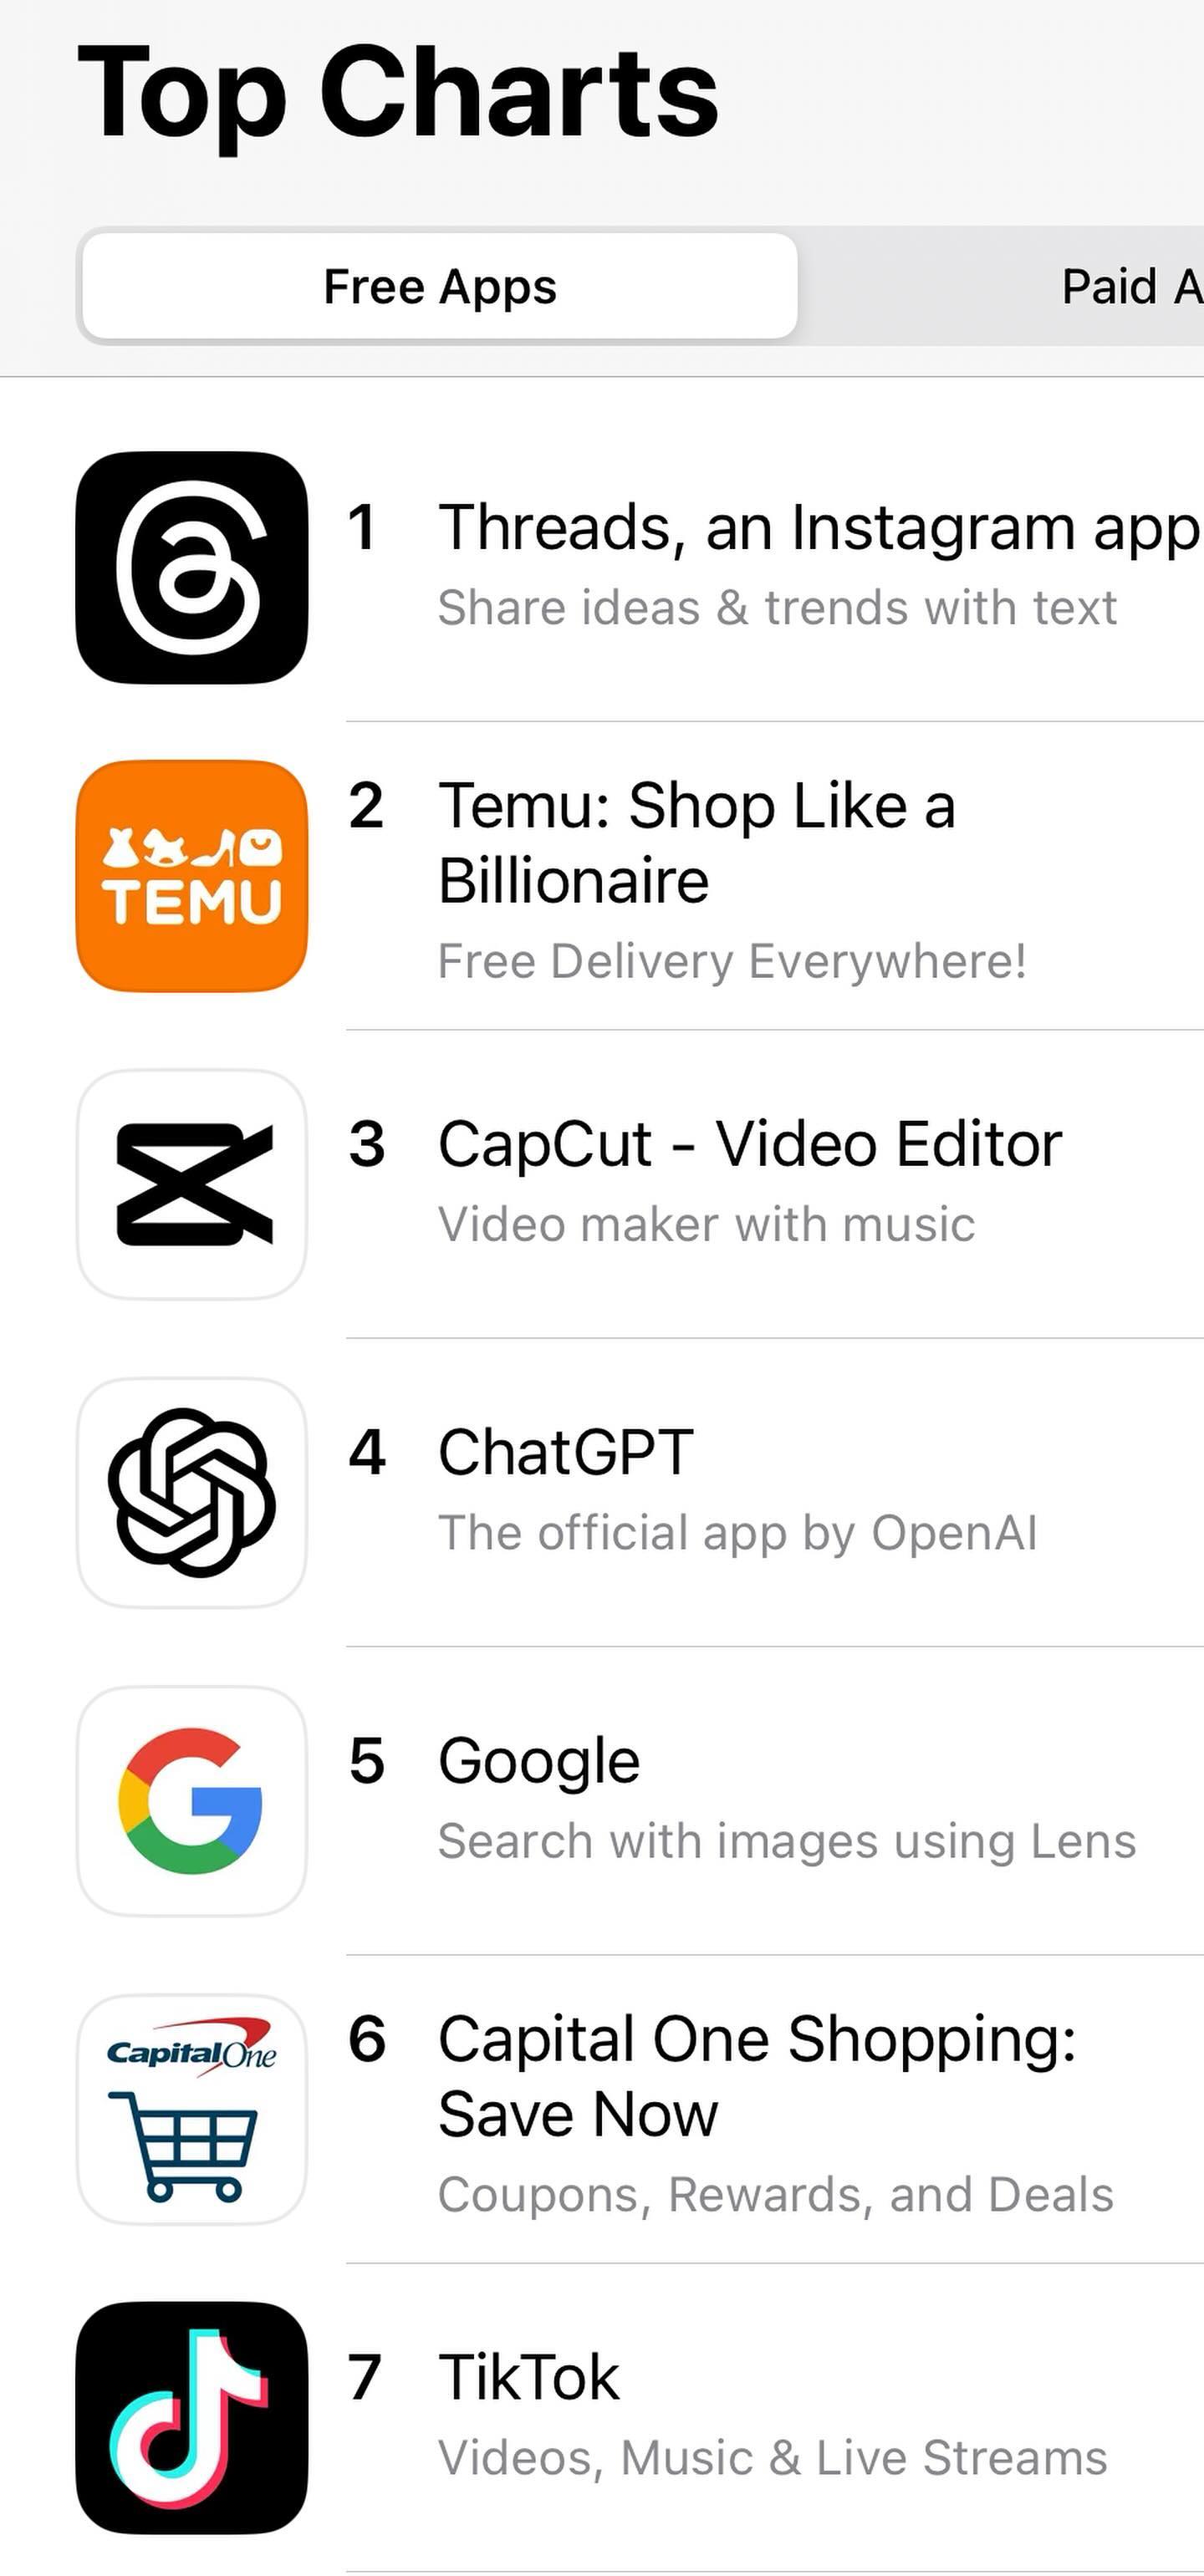 Top Charts
Free Apps
Paid A
1 Threads, an Instagram app
Share ideas & trends with text
TEMU
2 Temu: Shop Like a
Billionaire
Free Delivery Everywhere!
3 CapCut - Video Editor
Video maker with music
4 ChatGPT
The official app by OpenAI
G
5 Google
Search with images using Lens
CapitalOne
6 Capital One Shopping:
Save Now
Coupons, Rewards, and Deals
7 TikTok
Videos, Music & Live Streams